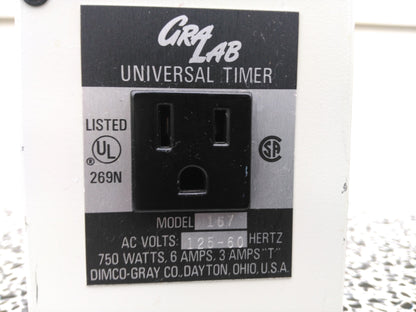 GRA
LAB
UNIVERSAL TIMER
LISTED
UL
®
269N
SA
MODEL 167
AC VOLTS: 125-60 HERTZ
750 WATTS, 6 AMPS, 3 AMPS "T"
DIMCO-GRAY CO., DAYTON, OHIO, U.S.A.